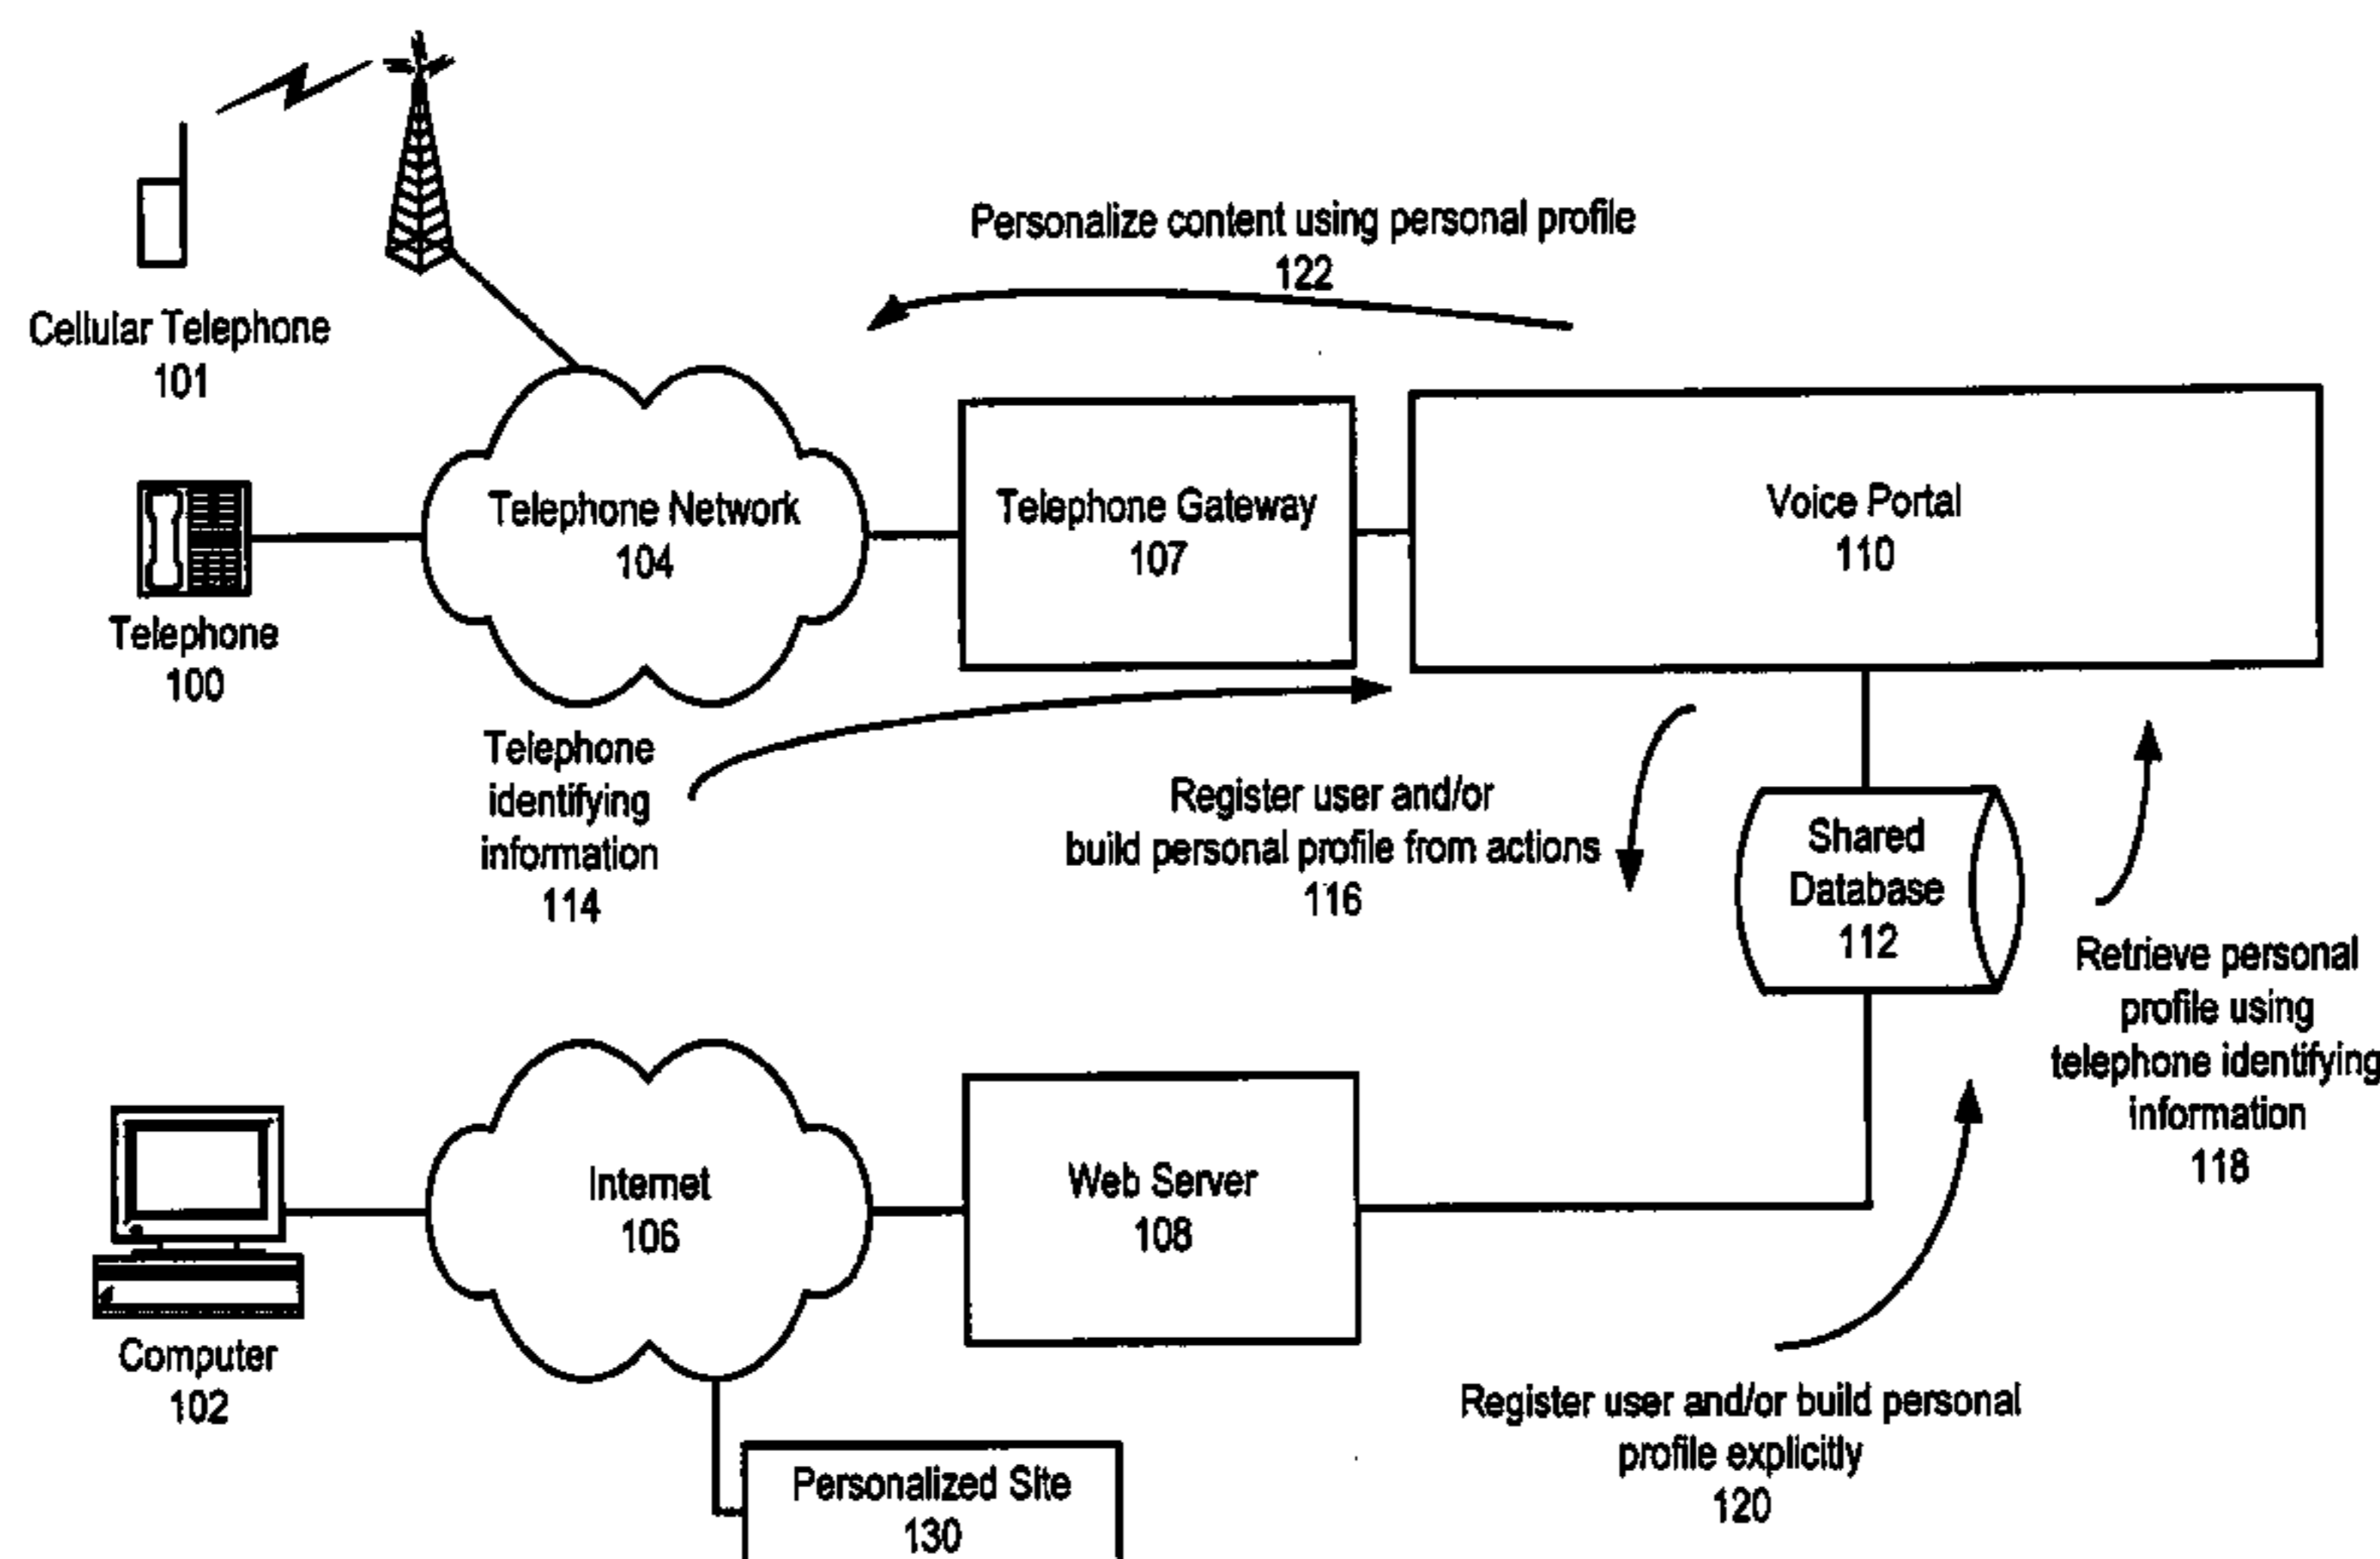 Personalize content using personal profile
122
Cellular Telephone
101
Telephone Network
104
Telephone Gateway
107
Voice Portal
110
Telephone
100
Telephone
identifying
information
114
Register user and/or
build personal profile from actions
116
Shared
Database
112
Retrieve personal
profile using
telephone identifying
information
118
Internet
106
Web Server
108
Computer
102
Register user and/or build personal
profile explicitly
120
Personalized Site
130